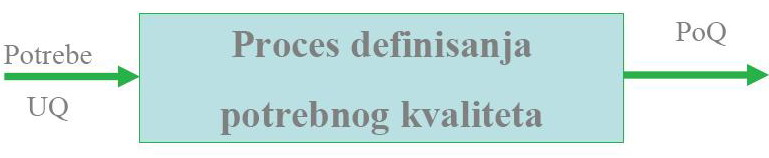 Potrebe
UQ
Proces definisanja
potrebnog kvaliteta
PoQ